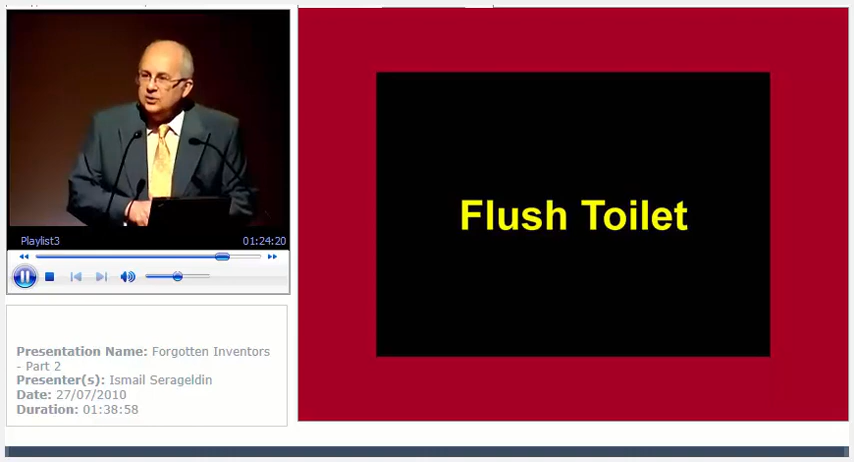 Playlist3 01:24:20
Presentation Name: Forgotten Inventors
- Part 2
Presenter(s): Ismail Serageldin
Date: 27/07/2010
Duration: 01:38:58
Flush Toilet